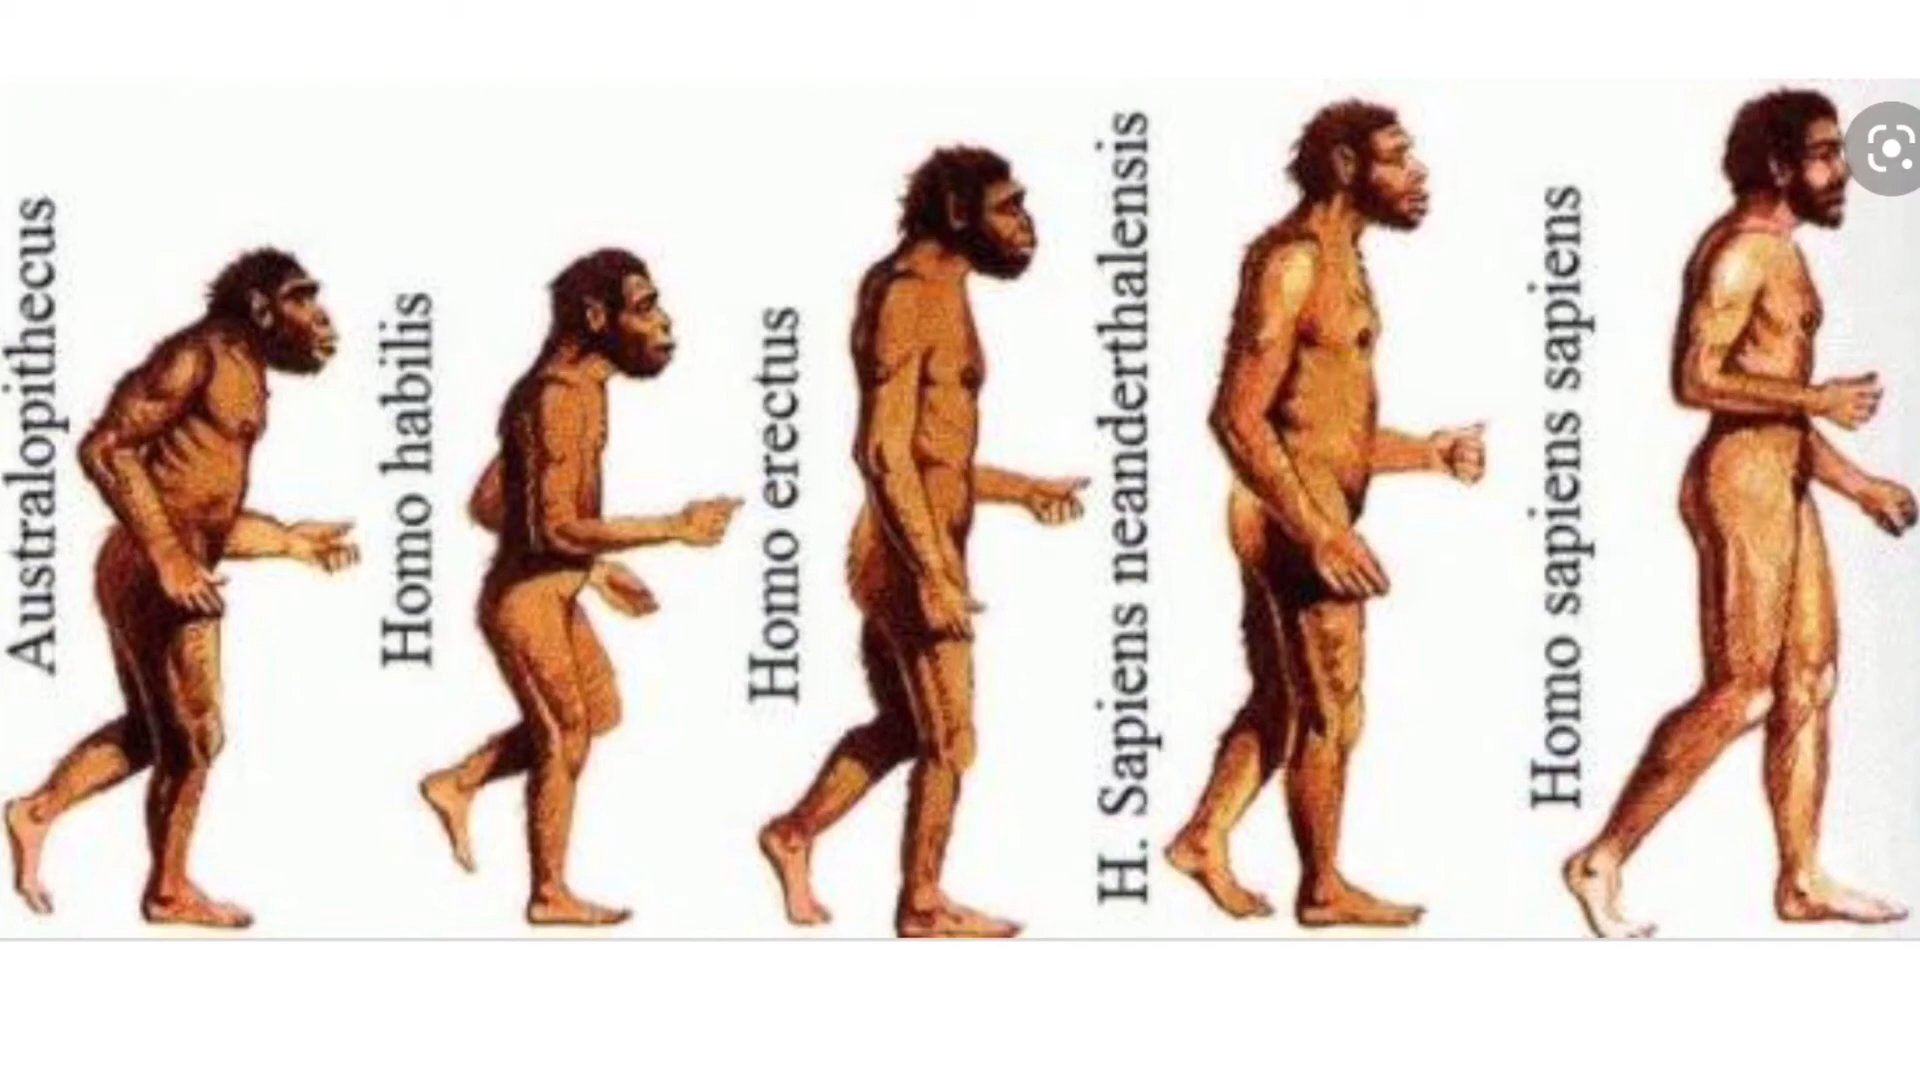 Australopithecus
Homo habilis
Homo erectus
H. Sapiens neanderthalensis
Homo sapiens sapiens